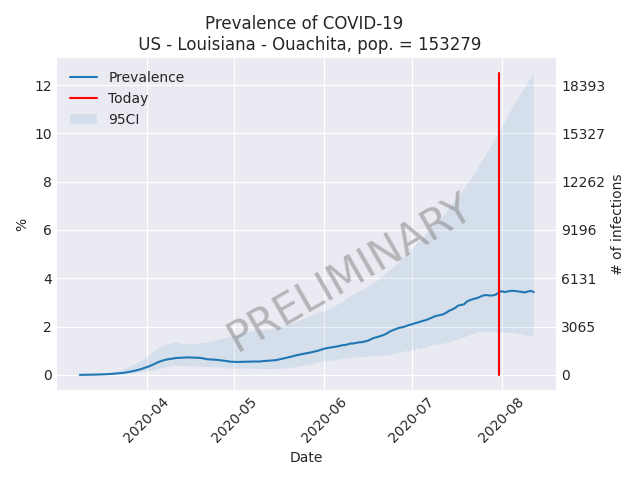 Prevalence of COVID-19
US - Louisiana - Ouachita, pop. = 153279
Prevalence
Today
95CI
12
10
8
6
4
2
0
%
18393
15327
12262
9196
6131
3065
0
# of infections
PRELIMINARY
2020-04
2020-05
2020-06
2020-07
2020-08
Date